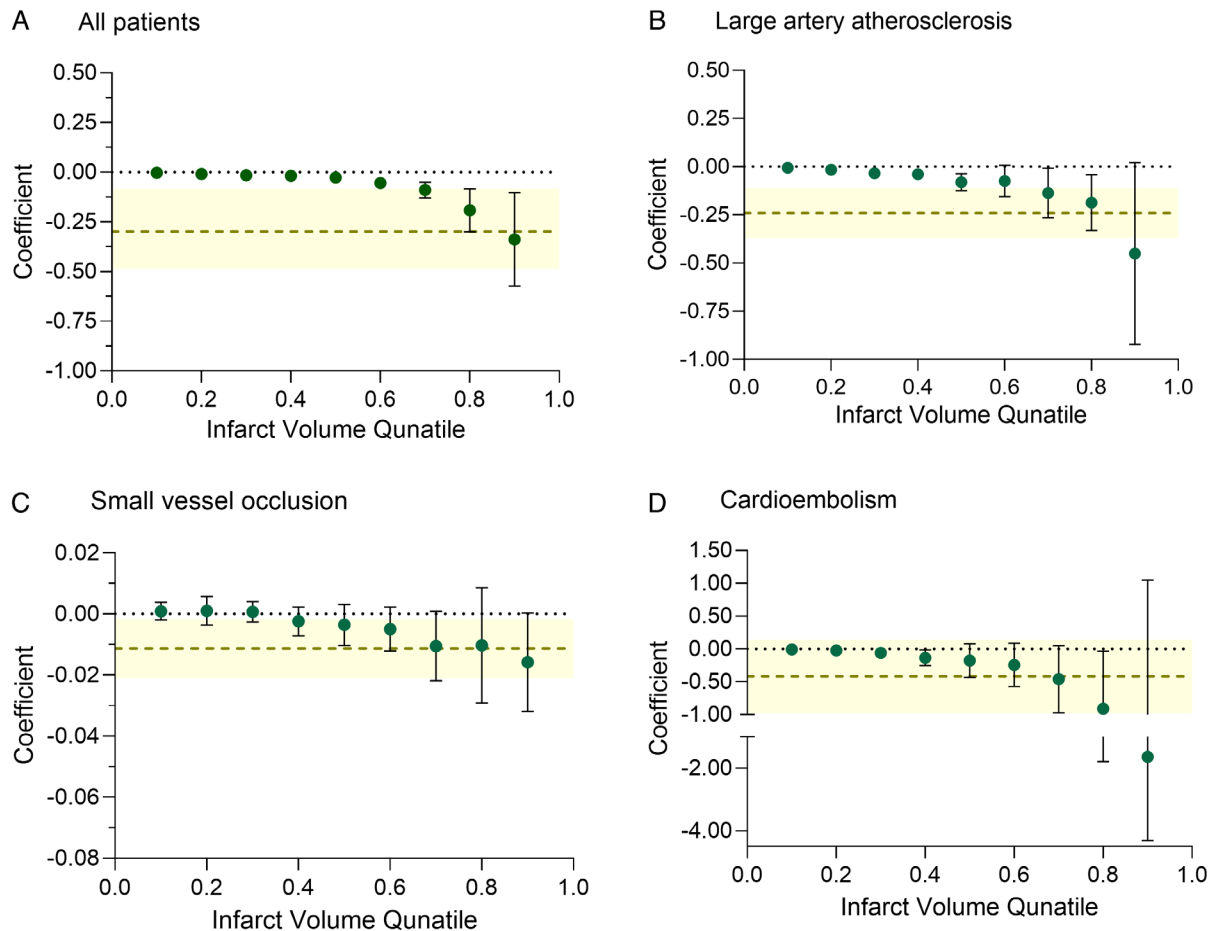 A All patients
0.50
0.25
0.00
-0.25
-0.50
-0.75
-1.00
Coefficient
0.0 0.2 0.4 0.6 0.8 1.0
Infarct Volume Qunatile
B Large artery atherosclerosis
0.50
0.25
0.00
-0.25
-0.50
-0.75
-1.00
Coefficient
0.0 0.2 0.4 0.6 0.8 1.0
Infarct Volume Qunatile
C Small vessel occlusion
0.02
0.00
-0.02
-0.04
-0.06
-0.08
Coefficient
0.0 0.2 0.4 0.6 0.8 1.0
Infarct Volume Qunatile
D Cardioembolism
1.50
1.00
0.50
0.00
-0.50
-1.00
-2.00
-4.00
Coefficient
0.0 0.2 0.4 0.6 0.8 1.0
Infarct Volume Qunatile